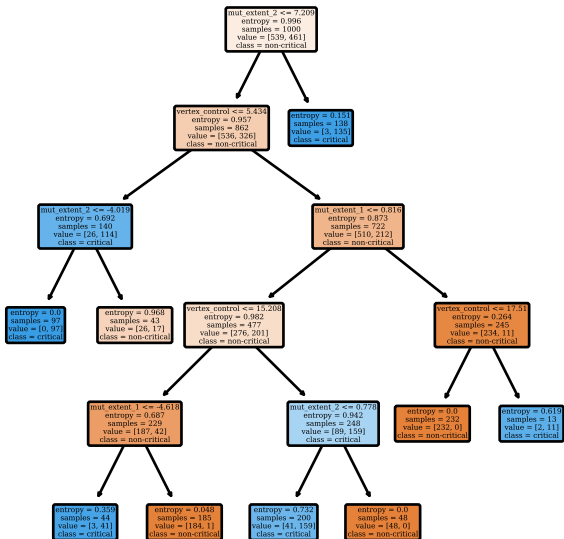 mut_extent_2 <= 7.209
entropy = 0.996
samples = 1000
value = [539, 461]
class = non-critical
vertex_control <= 5.434
entropy = 0.957
samples = 862
value = [536, 326]
class = non-critical
entropy = 0.151
samples = 138
value = [3, 135]
class = critical
mut_extent_2 <= -4.019
entropy = 0.692
samples = 140
value = [26, 114]
class = critical
mut_extent_1 <= 0.816
entropy = 0.873
samples = 722
value = [510, 212]
class = non-critical
entropy = 0.0
samples = 97
value = [0, 97]
class = critical
entropy = 0.968
samples = 43
value = [26, 17]
class = non-critical
vertex_control <= 15.208
entropy = 0.982
samples = 477
value = [276, 201]
class = non-critical
vertex_control <= 17.51
entropy = 0.264
samples = 245
value = [234, 11]
class = non-critical
mut_extent_1 <= -4.618
entropy = 0.687
samples = 229
value = [187, 42]
class = non-critical
mut_extent_2 <= 0.778
entropy = 0.942
samples = 248
value = [89, 159]
class = critical
entropy = 0.0
samples = 232
value = [232, 0]
class = non-critical
entropy = 0.619
samples = 13
value = [2, 11]
class = critical
entropy = 0.359
samples = 44
value = [3, 41]
class = critical
entropy = 0.048
samples = 185
value = [184, 1]
class = non-critical
entropy = 0.732
samples = 200
value = [41, 159]
class = critical
entropy = 0.0
samples = 48
value = [48, 0]
class = non-critical